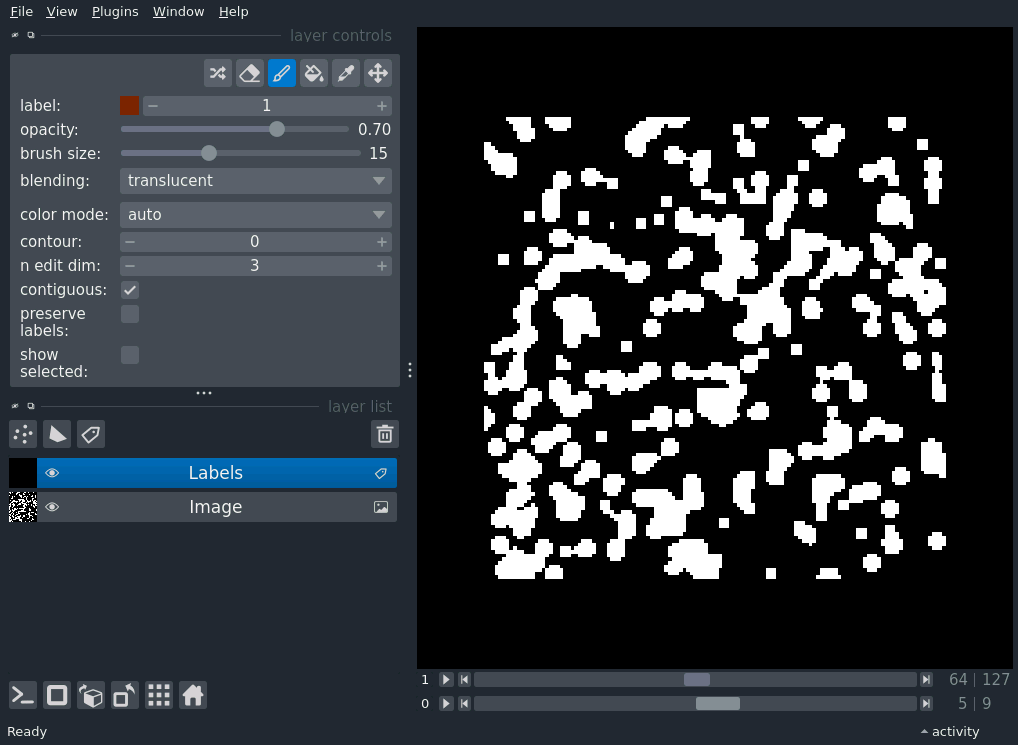 File View Plugins Window Help
layer controls
label: 1
opacity: 0.70
brush size: 15
blending: translucent
color mode: auto
contour: 0
n edit dim: 3
contiguous:
preserve
labels:
show
selected:
layer list
Labels
Image
1 64 | 127
0 5 | 9
Ready activity